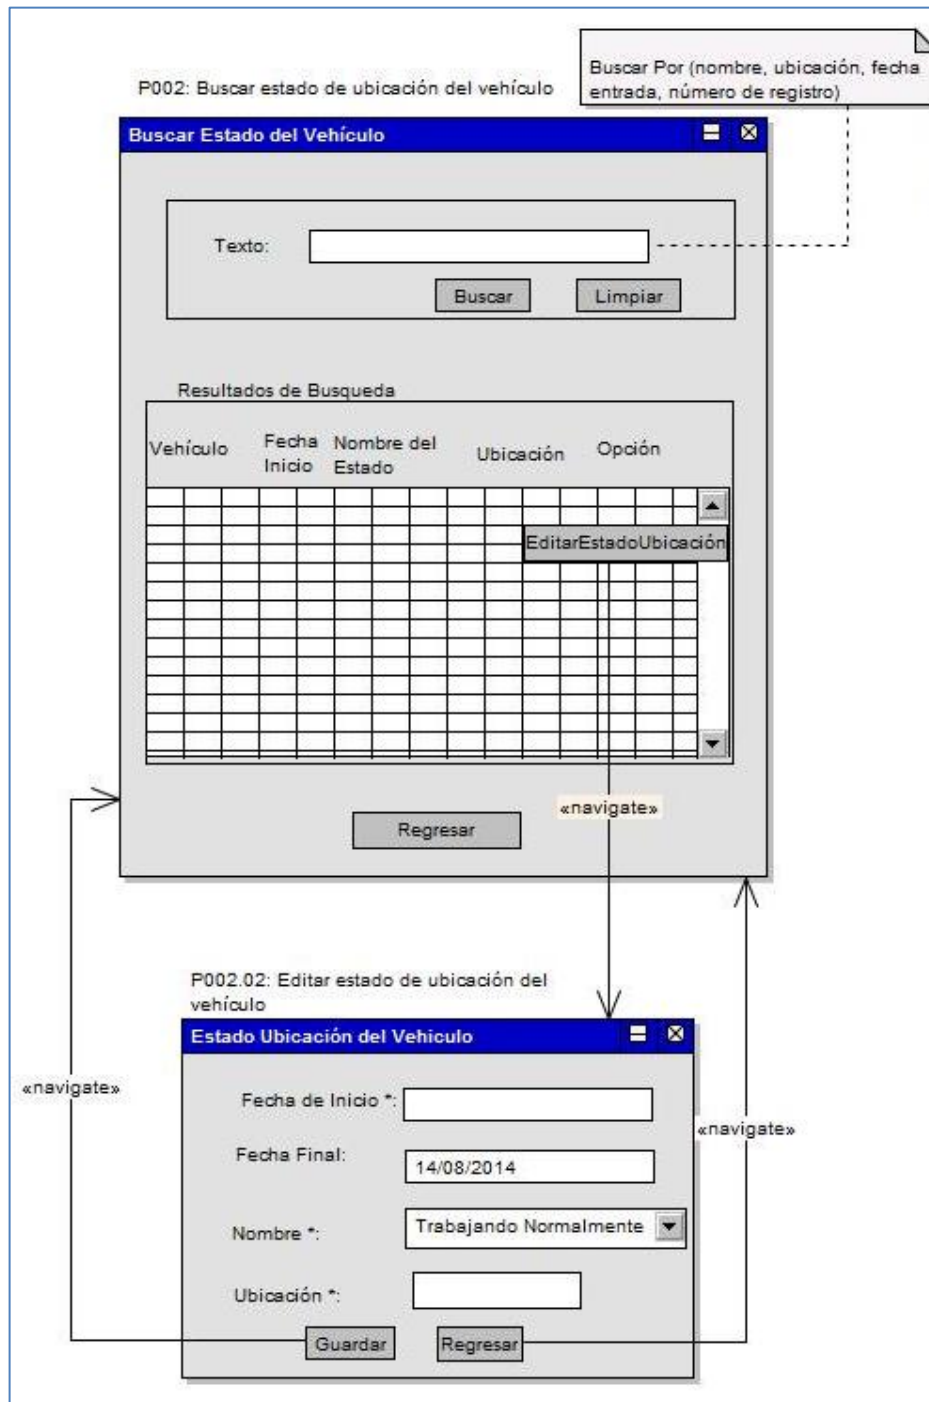 Buscar Por (nombre, ubicación, fecha
entrada, número de registro)
P002: Buscar estado de ubicación del vehículo
Buscar Estado del Vehículo
Texto:
Buscar
Limpiar
Resultados de Busqueda
Vehículo
Fecha
Inicio
Nombre del
Estado
Ubicación
Opción
EditarEstadoUbicación
«navigate»
Regresar
P002.02: Editar estado de ubicación del
vehículo
Estado Ubicación del Vehiculo
«navigate»
Fecha de Inicio *:
«navigate»
Fecha Final:
14/08/2014
Nombre *:
Trabajando Normalmente
Ubicación *:
Guardar
Regresar